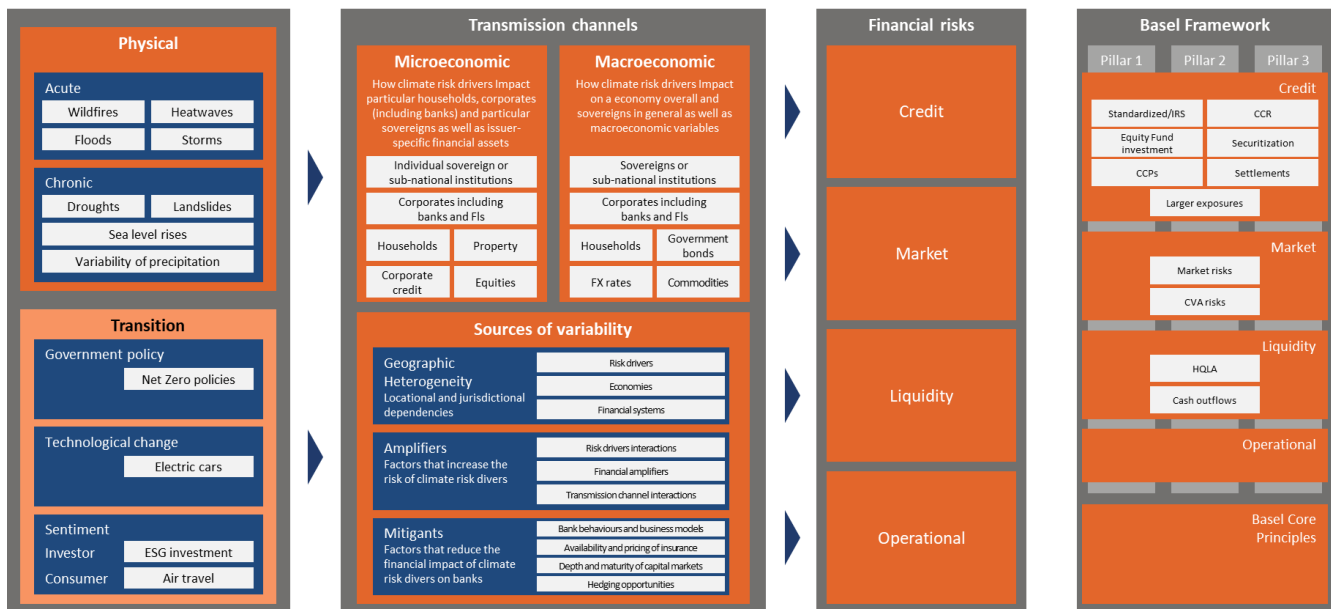 Physical
Acute
Wildfires
Heatwaves
Floods
Storms
Chronic
Droughts
Landslides
Sea level rises
Variability of precipitation
Transition
Government policy
Net Zero policies
Technological change
Electric cars
Sentiment
Investor
ESG investment
Consumer
Air travel
Transmission channels
Microeconomic
How climate risk drivers Impact
particular households, corporates
(including banks) and particular
sovereigns as well as issuer-
specific financial assets
Individual sovereign or
sub-national institutions
Corporates including
banks and FIs
Households
Property
Corporate
credit
Equities
Macroeconomic
How climate risk drivers Impact
on a economy overall and
sovereigns in general as well as
macroeconomic variables
Sovereigns or
sub-national institutions
Corporates including
banks and FIs
Households
Government
bonds
FX rates
Commodities
Sources of variability
Geographic
Heterogeneity
Locational and jurisdictional
dependencies
Risk drivers
Economies
Financial systems
Amplifiers
Factors that increase the
risk of climate risk divers
Risk drivers interactions
Financial amplifiers
Transmission channel interactions
Mitigants
Factors that reduce the
financial impact of climate
risk divers on banks
Bank behaviours and business models
Availability and pricing of insurance
Depth and maturity of capital markets
Hedging opportunities
Financial risks
Credit
Market
Liquidity
Operational
Basel Framework
Pillar 1
Pillar 2
Pillar 3
Credit
Standardized/IRS
CCR
Equity Fund
investment
Securitization
CCPs
Settlements
Larger exposures
Market
Market risks
CVA risks
Liquidity
HQLA
Cash outflows
Operational
Basel Core
Principles